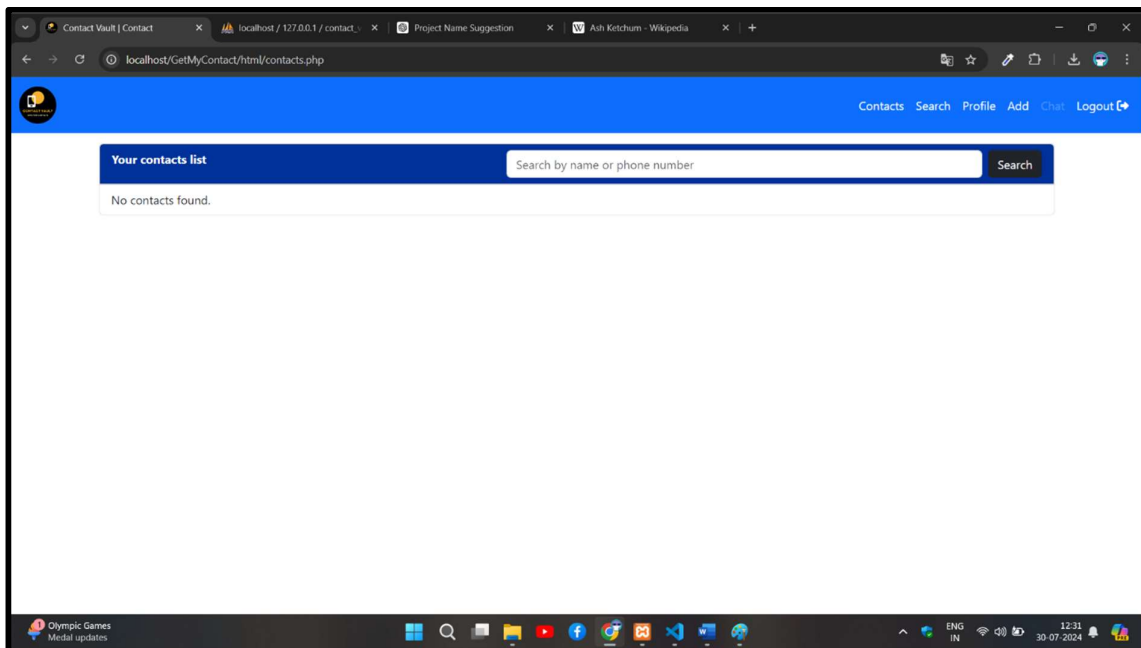 Contact Vault | Contact
localhost / 127.0.0.1 / contact_v
Project Name Suggestion
W Ash Ketchum - Wikipedia
localhost/GetMyContact/html/contacts.php
Contacts Search Profile Add Chat Logout
Your contacts list
Search by name or phone number
Search
No contacts found.
1
Olympic Games
Medal updates
ENG
IN
12:31
30-07-2024